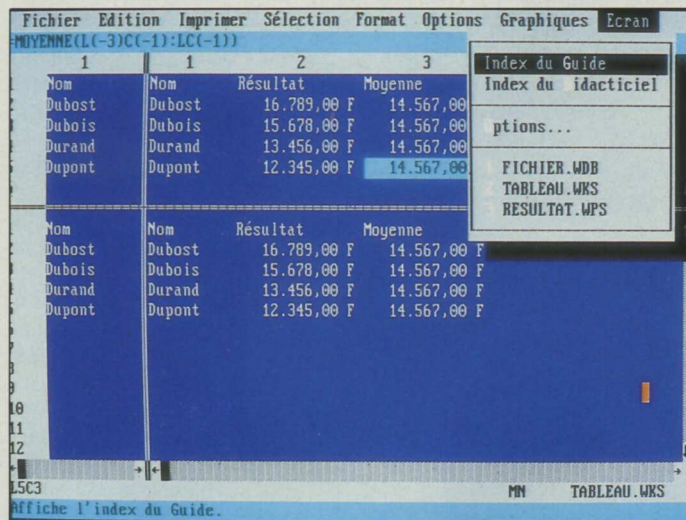 Fichier Edition Imprimer Sélection Format Options Graphiques Ecran
=MOYENNE(L(-3)C(-1):LC(-1))
1 1 2 3
Nom Nom Résultat Moyenne
Dubost Dubost 16.789,00 F 14.567,00
Dubois Dubois 15.678,00 F 14.567,00
Durand Durand 13.456,00 F 14.567,00
Dupont Dupont 12.345,00 F 14.567,00
Index du Guide
Index du idacticiel
ptions...
FICHIER.WDB
TABLEAU.WKS
RESULTAT.WPS
Nom Nom Résultat Moyenne
Dubost Dubost 16.789,00 F 14.567,00 F
Dubois Dubois 15.678,00 F 14.567,00 F
Durand Durand 13.456,00 F 14.567,00 F
Dupont Dupont 12.345,00 F 14.567,00 F
9
10
11
12
L5C3 MN TABLEAU.WKS
Affiche l'index du Guide.